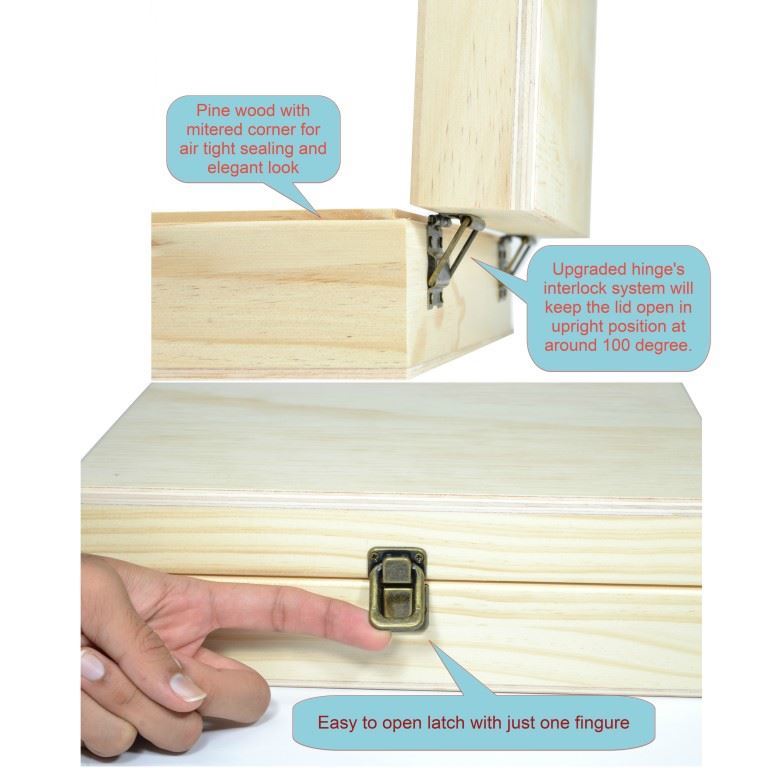 Pine wood with
mitered corner for
air tight sealing and
elegant look
Upgraded hinge's
interlock system will
keep the lid open in
upright position at
around 100 degree.
Easy to open latch with just one fingure